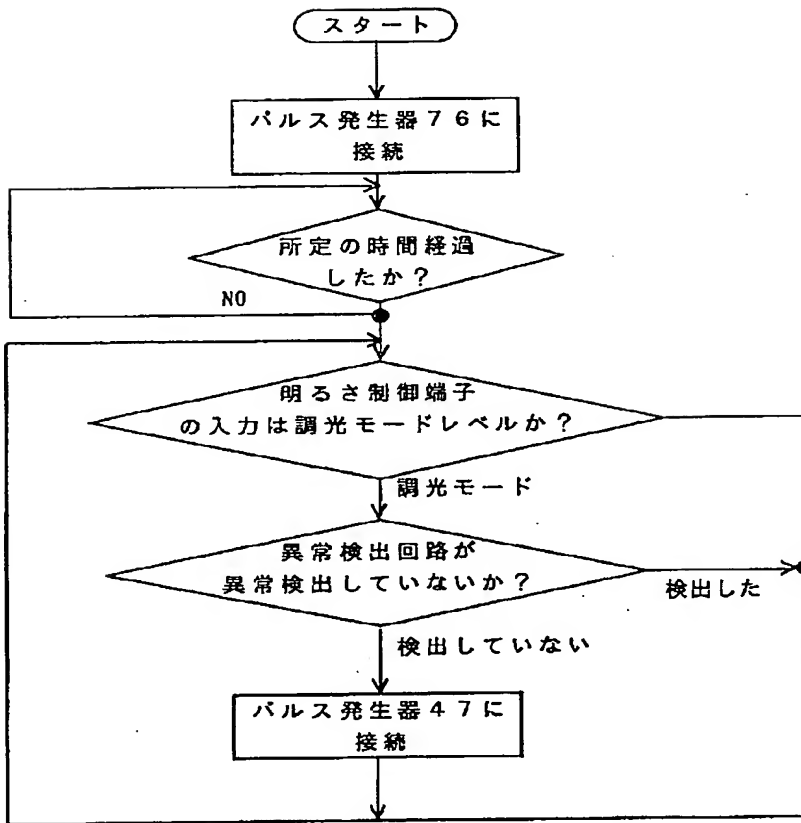 スタート
パルス発生器７６に
接続
所定の時間経過
したか？
NO
明るさ制御端子
の入力は調光モードレベルか？
調光モード
異常検出回路が
異常検出していないか？
検出した
検出していない
パルス発生器４７に
接続